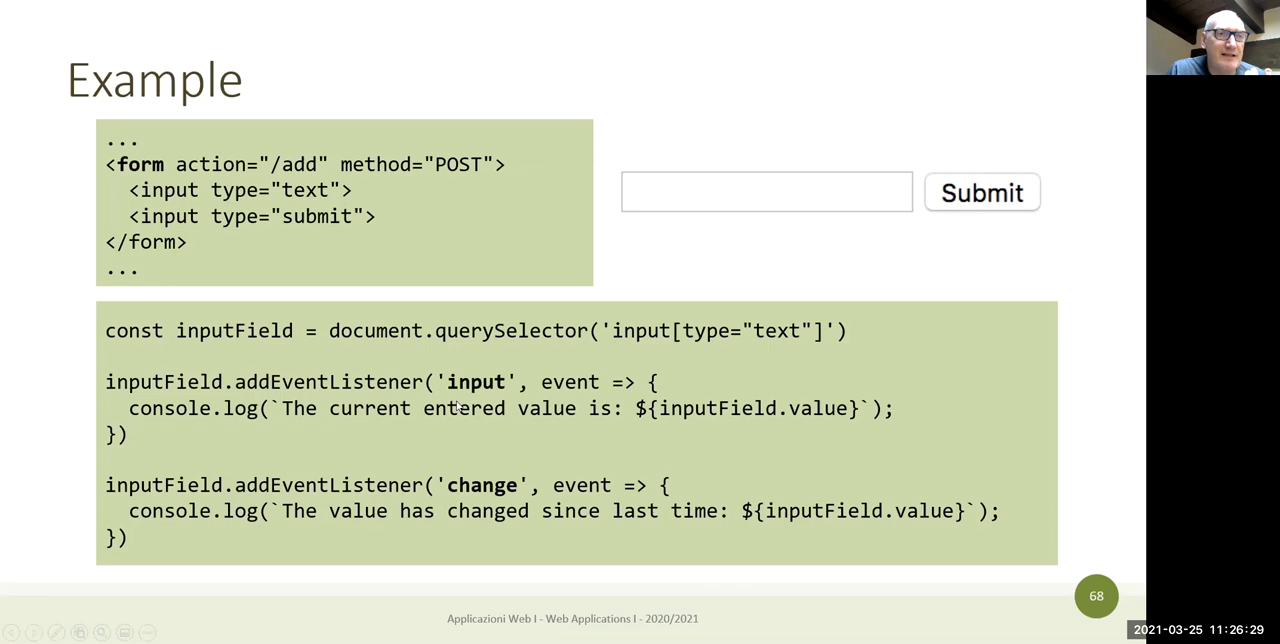 Example
...
<form action="/add" method="POST">
<input type="text">
<input type="submit">
</form>
...
Submit
const inputField = document.querySelector('input[type="text"]')
inputField.addEventListener('input', event => {
console.log(`The current entered value is: ${inputField.value}`);
})
inputField.addEventListener('change', event => {
console.log(`The value has changed since last time: ${inputField.value}`);
})
68
Applicazioni Web I - Web Applications I - 2020/2021
2021-03-25 11:26:29